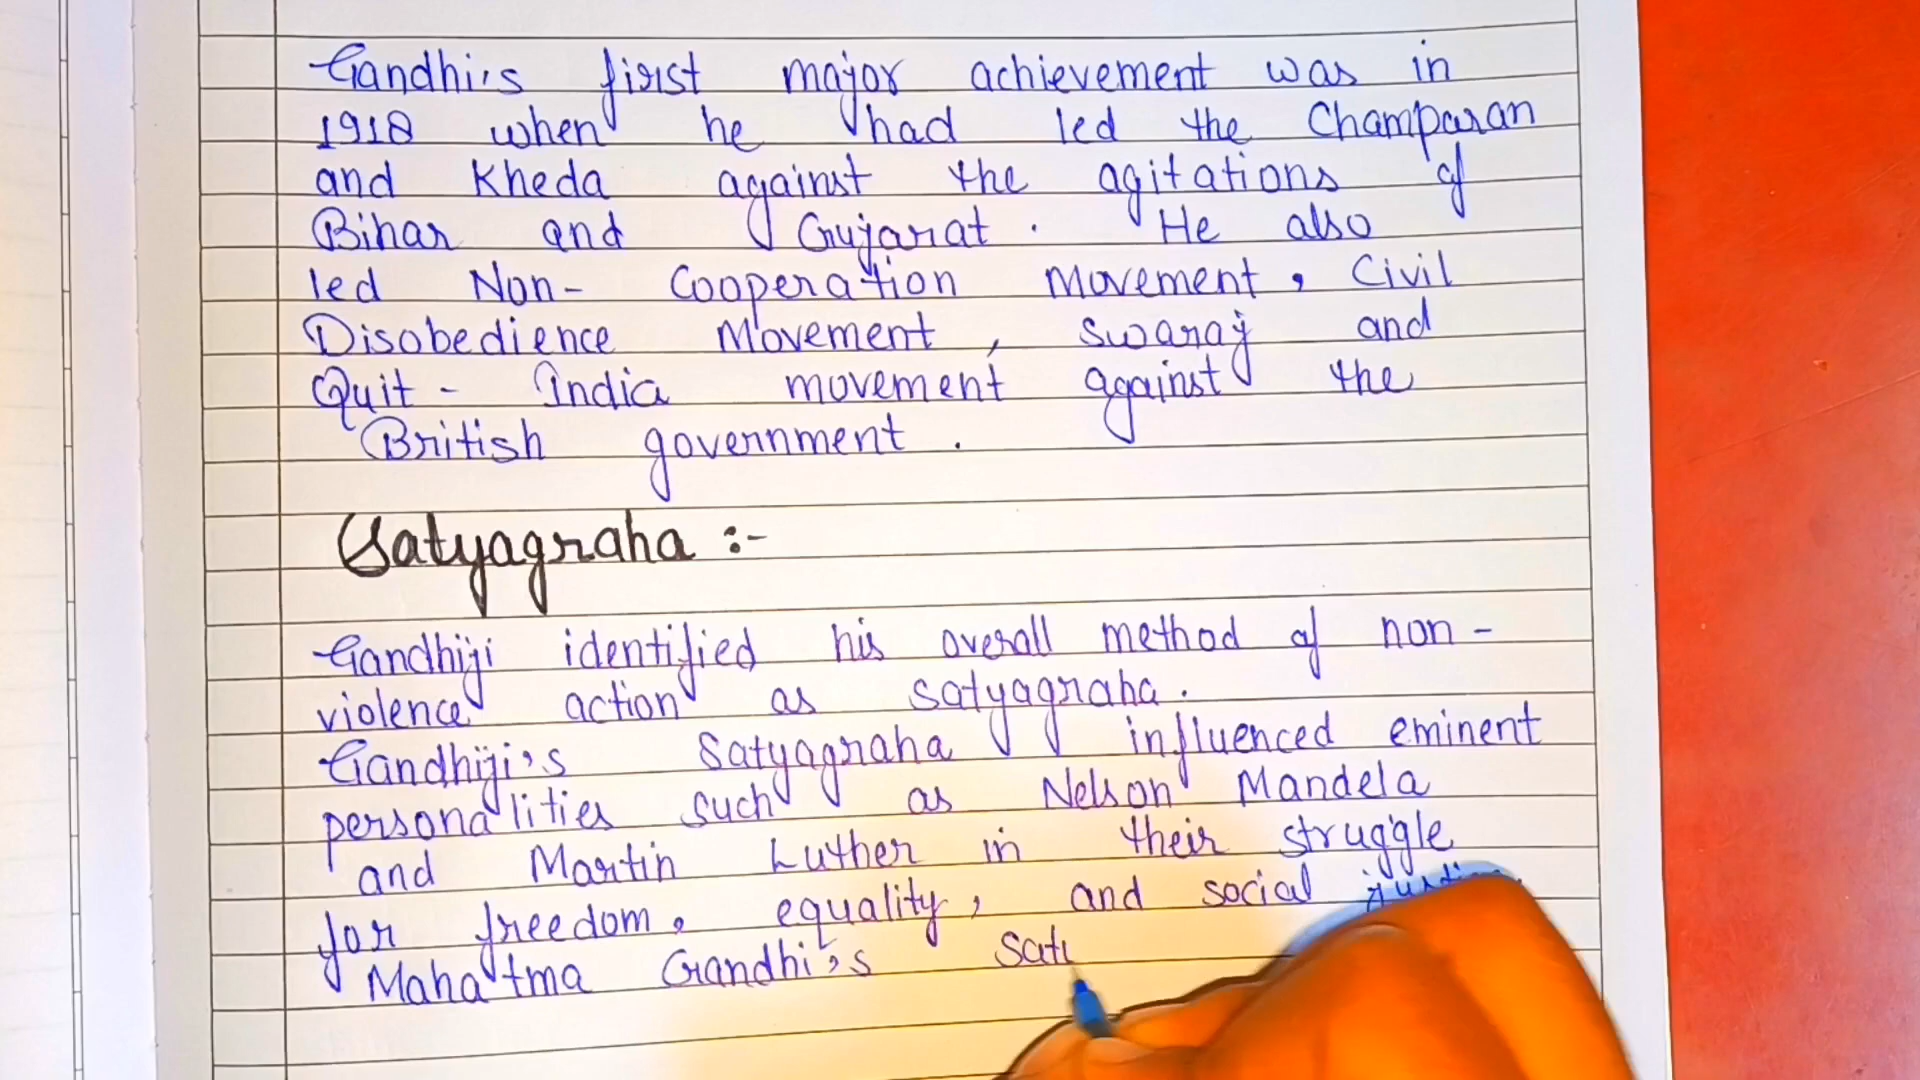 Gandhi's first major achievement was in
1918 when he had led the Champaran
and Kheda against the agitations of
Bihar and Gujarat. He also
led Non- Cooperation Movement, Civil
Disobedience Movement, swaraj and
Quit - India movement against the
British government.
Satyagraha :-
Gandhiji identified his overall method of non -
violence action as satyagraha.
Gandhiji's Satyagraha influenced eminent
personalities such as Nelson Mandela
and Martin Luther in their struggle
for freedom, equality, and social
Mahatma Gandhi's